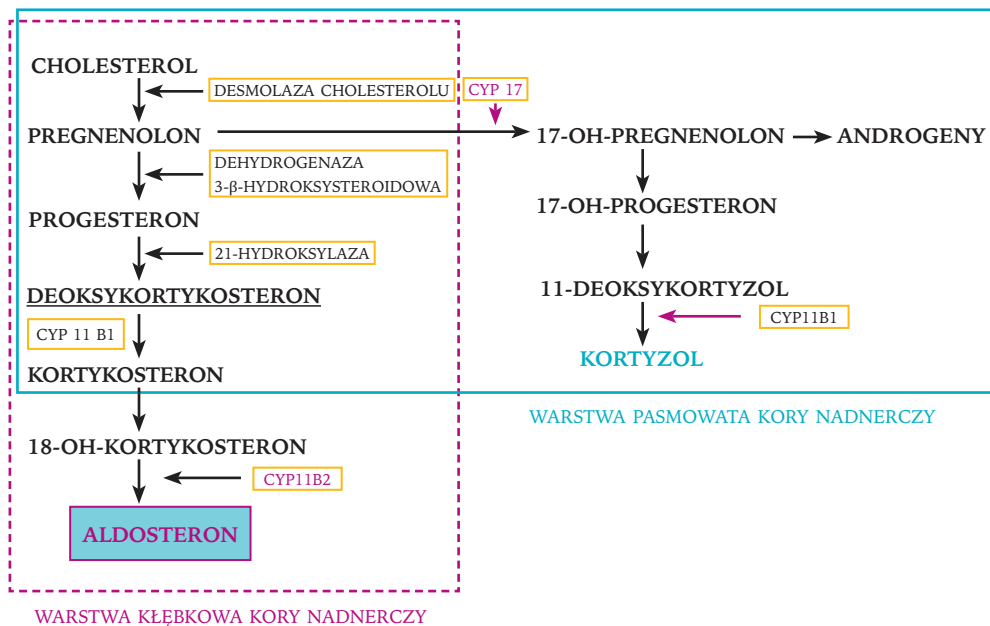 CHOLESTEROL
DESMOLAZA CHOLESTEROLU
CYP 17
PREGNENOLON
17-OH-PREGNENOLON
ANDROGENY
DEHYDROGENAZA
3-β-HYDROKSYSTEROIDOWA
PROGESTERON
17-OH-PROGESTERON
21-HYDROKSYLAZA
DEOKSYKORTYKOSTERON
11-DEOKSYKORTYZOL
CYP 11 B1
CYP11B1
KORTYKOSTERON
KORTYZOL
WARSTWA PASMOWATA KORY NADNERCZY
18-OH-KORTYKOSTERON
CYP11B2
ALDOSTERON
WARSTWA KŁĘBKOWA KORY NADNERCZY